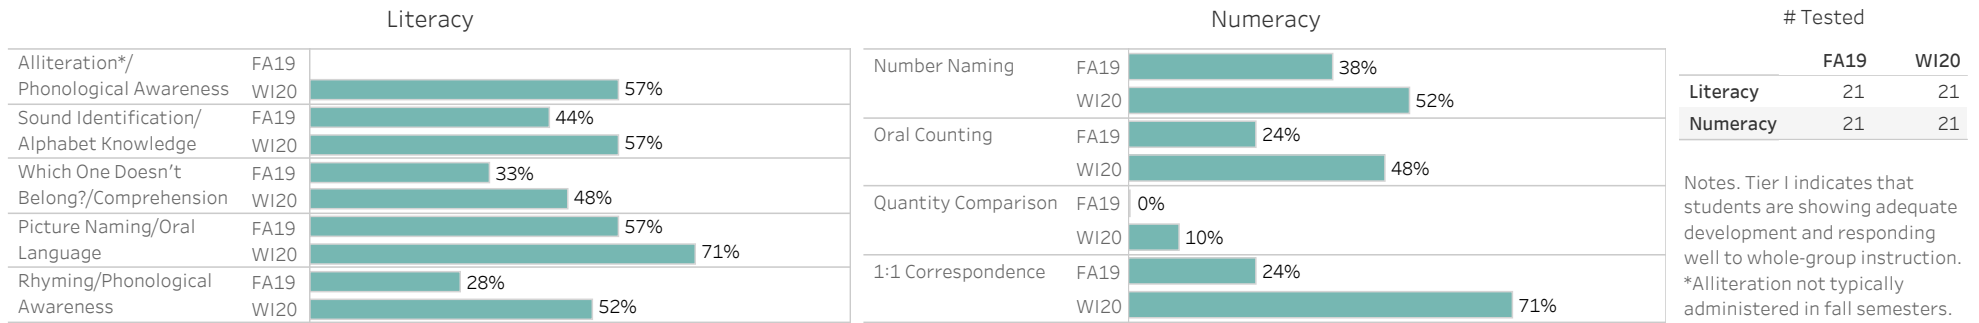 Literacy
Alliteration*/ FA19
Phonological Awareness WI20 57%
Sound Identification/ FA19 44%
Alphabet Knowledge WI20 57%
Which One Doesn't FA19 33%
Belong?/Comprehension WI20 48%
Picture Naming/Oral FA19 57%
Language WI20 71%
Rhyming/Phonological FA19 28%
Awareness WI20 52%
Numeracy
Number Naming FA19 38%
WI20 52%
Oral Counting FA19 24%
WI20 48%
Quantity Comparison FA19 0%
WI20 10%
1:1 Correspondence FA19 24%
WI20 71%
# Tested
FA19 WI20
Literacy 21 21
Numeracy 21 21
Notes. Tier I indicates that
students are showing adequate
development and responding
well to whole-group instruction.
*Alliteration not typically
administered in fall semesters.